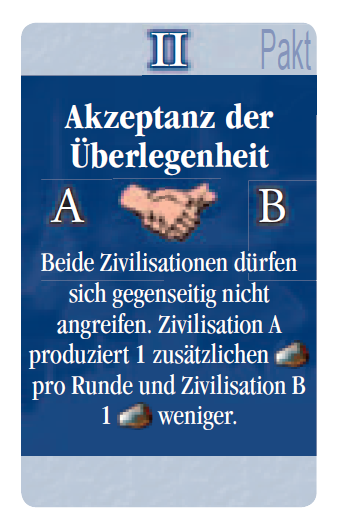 II Pakt
Akzeptanz der
Überlegenheit
A B
Beide Zivilisationen dürfen
sich gegenseitig nicht
angreifen. Zivilisation A
produziert 1 zusätzlichen
pro Runde und Zivilisation B
1 weniger.